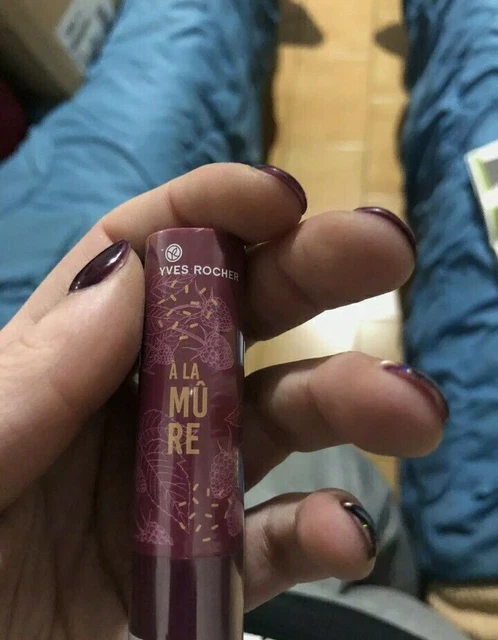 YVES ROCHER
À LA
MÛ
RE